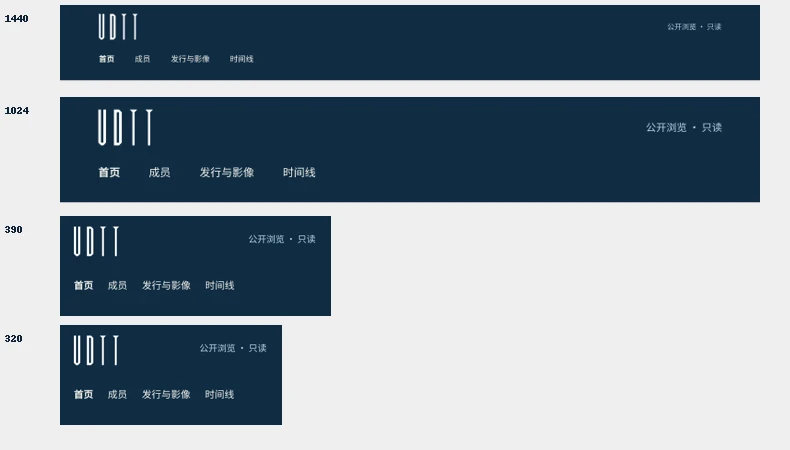 1440
UDTT
公开浏览 · 只读
首页 成员 发行与影像 时间线
1024
UDTT
公开浏览 · 只读
首页 成员 发行与影像 时间线
390
UDTT
公开浏览 · 只读
首页 成员 发行与影像 时间线
320
UDTT
公开浏览 · 只读
首页 成员 发行与影像 时间线